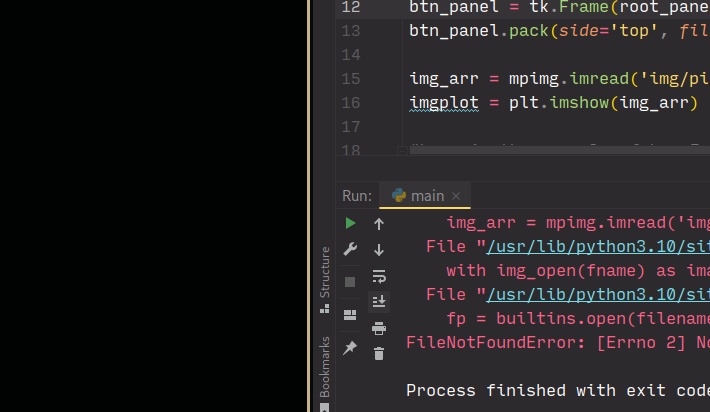 12 btn_panel = tk.Frame(root_pane
13 btn_panel.pack(side='top', fil
14
15 img_arr = mpimg.imread('img/pi
16 imgplot = plt.imshow(img_arr)
17
18
Run: main
img_arr = mpimg.imread('img
File "/usr/lib/python3.10/sit
with img_open(fname) as ima
File "/usr/lib/python3.10/sit
fp = builtins.open(filename
FileNotFoundError: [Errno 2] No
Process finished with exit code
Structure
Bookmarks